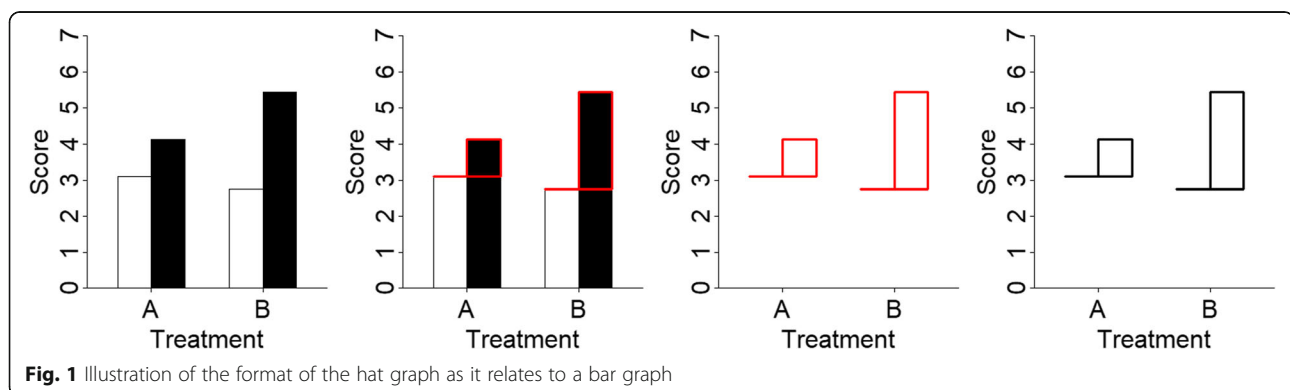 7
6
5
4
3
2
1
0
Score
A B
Treatment
7
6
5
4
3
2
1
0
Score
A B
Treatment
7
6
5
4
3
2
1
0
Score
A B
Treatment
7
6
5
4
3
2
1
0
Score
A B
Treatment
Fig. 1 Illustration of the format of the hat graph as it relates to a bar graph